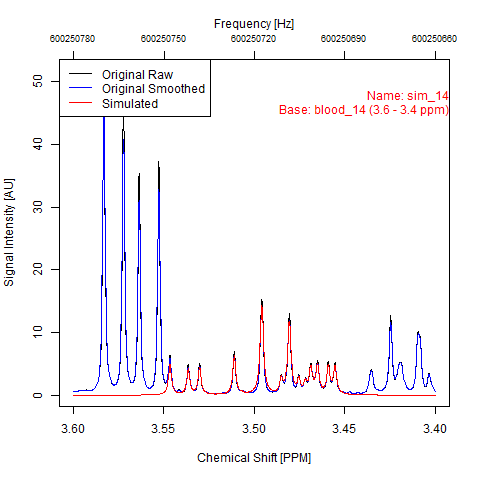 Frequency [Hz]
600250780 600250750 600250720 600250690 600250660
Original Raw
Original Smoothed
Simulated
Name: sim_14
Base: blood_14 (3.6 - 3.4 ppm)
Signal Intensity [AU]
50
40
30
20
10
0
3.60 3.55 3.50 3.45 3.40
Chemical Shift [PPM]